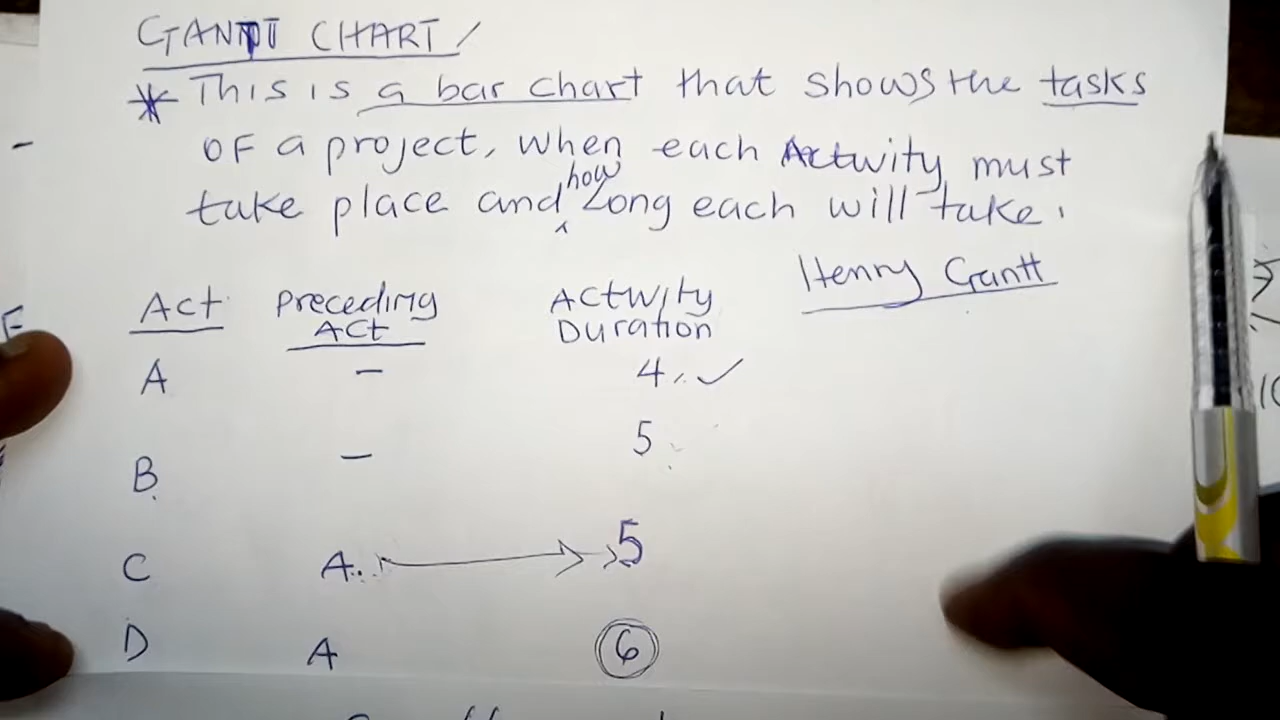 GANTT CHART
* This is a bar chart that shows the tasks
of a project, when each Activity must
take place and how long each will take.
Henry Gantt
Act Preceding Act Activity Duration
A - 4
B - 5
C A 5
D A 6